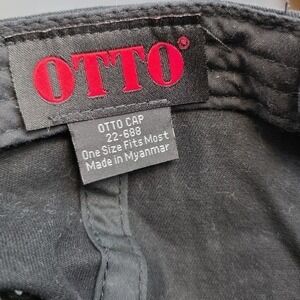 OTTO®
OTTO CAP
22-688
One Size Fits Most
Made in Myanmar